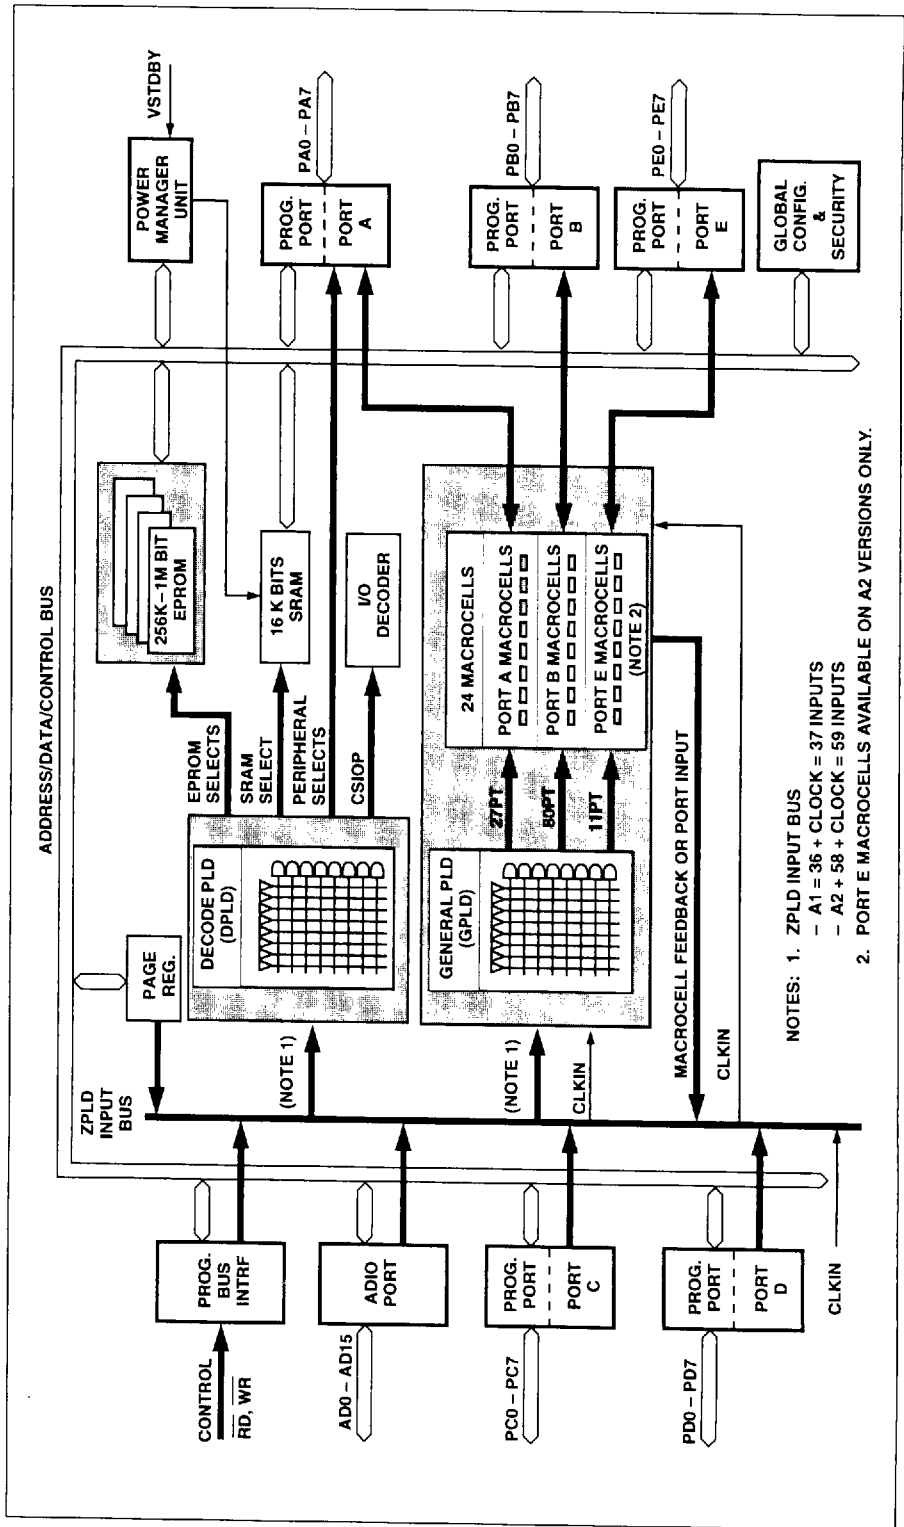 ADDRESS/DATA/CONTROL BUS
CONTROL
RD, WR
PROG.
BUS
INTRF
AD0 – AD15
ADIO
PORT
PC0 – PC7
PROG.
PORT
PORT
C
PD0 – PD7
PROG.
PORT
PORT
D
CLKIN
ZPLD
INPUT
BUS
PAGE
REG.
(NOTE 1)
(NOTE 1)
CLKIN
DECODE PLD
(DPLD)
GENERAL PLD
(GPLD)
EPROM
SELECTS
SRAM
SELECT
PERIPHERAL
SELECTS
CSIOP
27PT
80PT
11PT
MACROCELL FEEDBACK OR PORT INPUT
CLKIN
256K – 1M BIT
EPROM
16 K BITS
SRAM
I/O
DECODER
24 MACROCELLS
PORT A MACROCELLS
PORT B MACROCELLS
PORT E MACROCELLS
(NOTE 2)
VSTDBY
POWER
MANAGER
UNIT
PA0 – PA7
PROG.
PORT
PORT
A
PB0 – PB7
PROG.
PORT
PORT
B
PE0 – PE7
PROG.
PORT
PORT
E
GLOBAL
CONFIG.
&
SECURITY
NOTES: 1. ZPLD INPUT BUS
– A1 = 36 + CLOCK = 37 INPUTS
– A2 + 58 + CLOCK = 59 INPUTS
2. PORT E MACROCELLS AVAILABLE ON A2 VERSIONS ONLY.